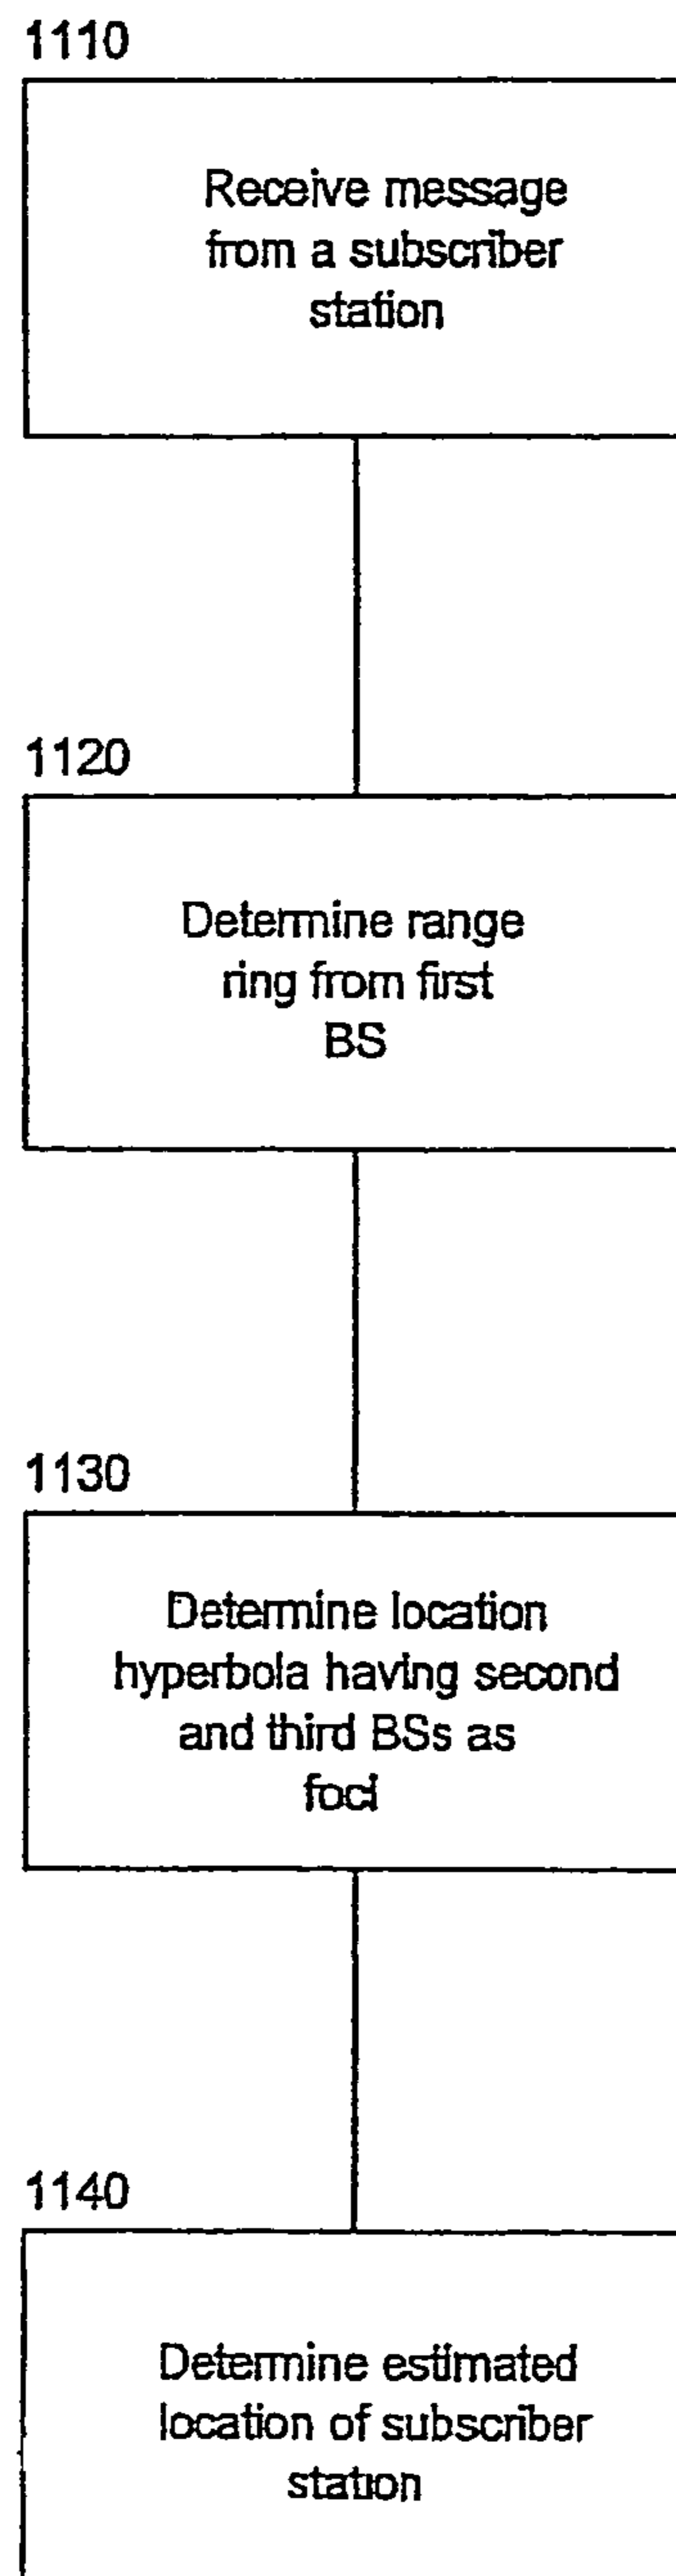 1110
Receive message
from a subscriber
station
1120
Determine range
ring from first
BS
1130
Determine location
hyperbola having second
and third BSs as
foci
1140
Determine estimated
location of subscriber
station